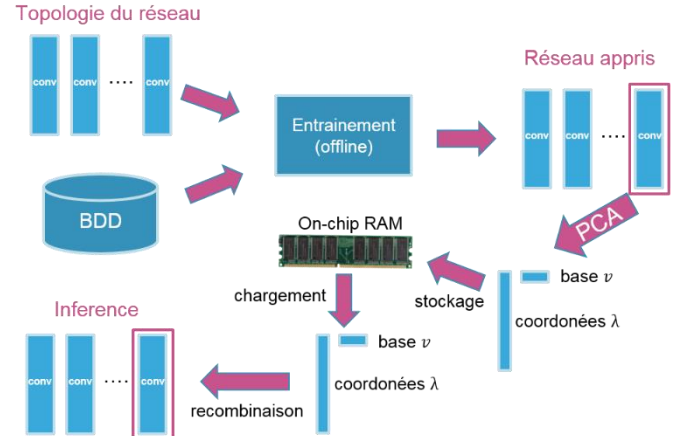 Topologie du réseau
conv conv .... conv
BDD
Entrainement
(offline)
Réseau appris
conv conv .... conv
PCA
base v
coordonées λ
stockage
On-chip RAM
chargement
base v
coordonées λ
recombinaison
Inference
conv conv .... conv